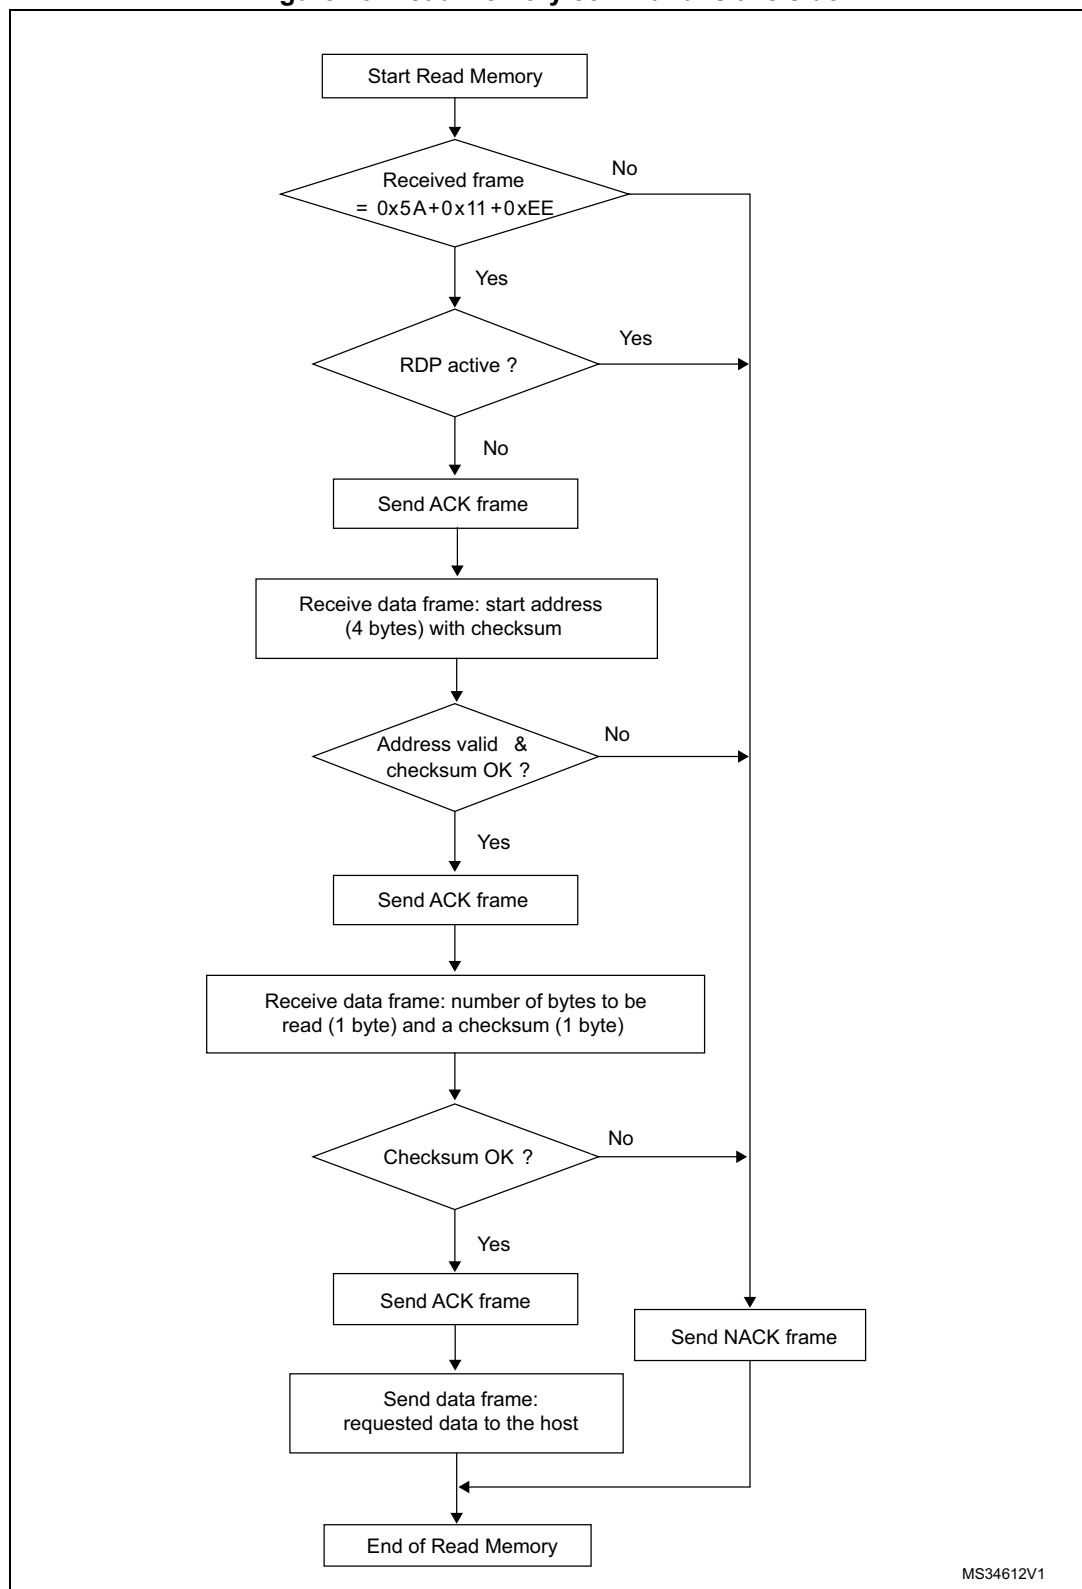 Start Read Memory
No
Received frame
= 0x5A+0x11+0xEE
Yes
Yes
RDP active ?
No
Send ACK frame
Receive data frame: start address
(4 bytes) with checksum
No
Address valid &
checksum OK ?
Yes
Send ACK frame
Receive data frame: number of bytes to be
read (1 byte) and a checksum (1 byte)
No
Checksum OK ?
Yes
Send ACK frame
Send NACK frame
Send data frame:
requested data to the host
End of Read Memory
MS34612V1